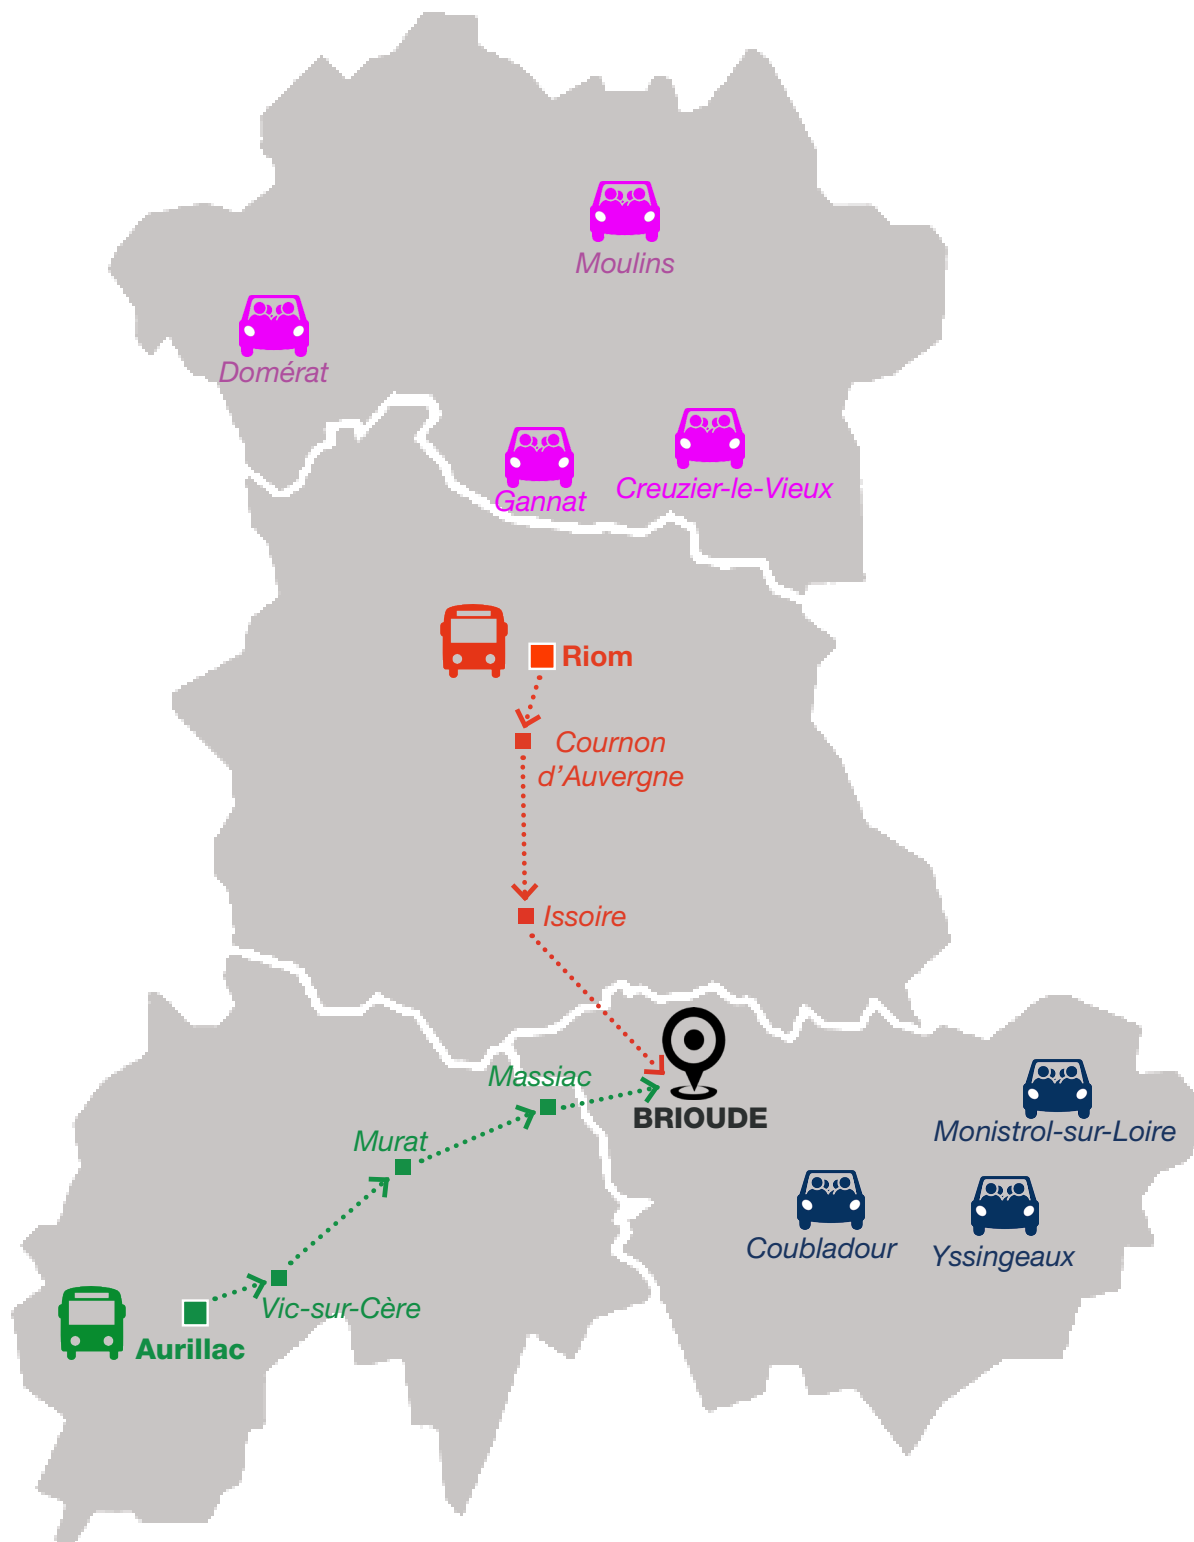 Moulins
Domérat
Creuzier-le-Vieux
Gannat
Riom
Cournon
d’Auvergne
Issoire
Massiac
BRIOUDE
Monistrol-sur-Loire
Murat
Coubladour
Yssingeaux
Vic-sur-Cère
Aurillac